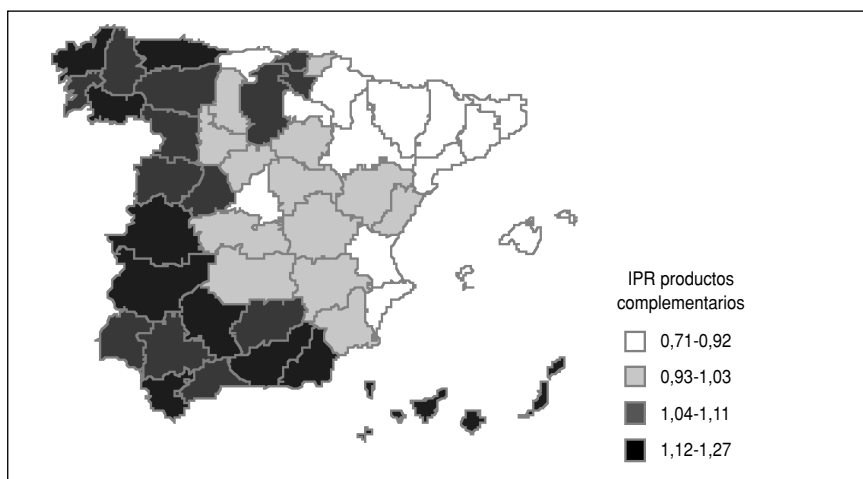 IPR productos
complementarios
0,71-0,92
0,93-1,03
1,04-1,11
1,12-1,27